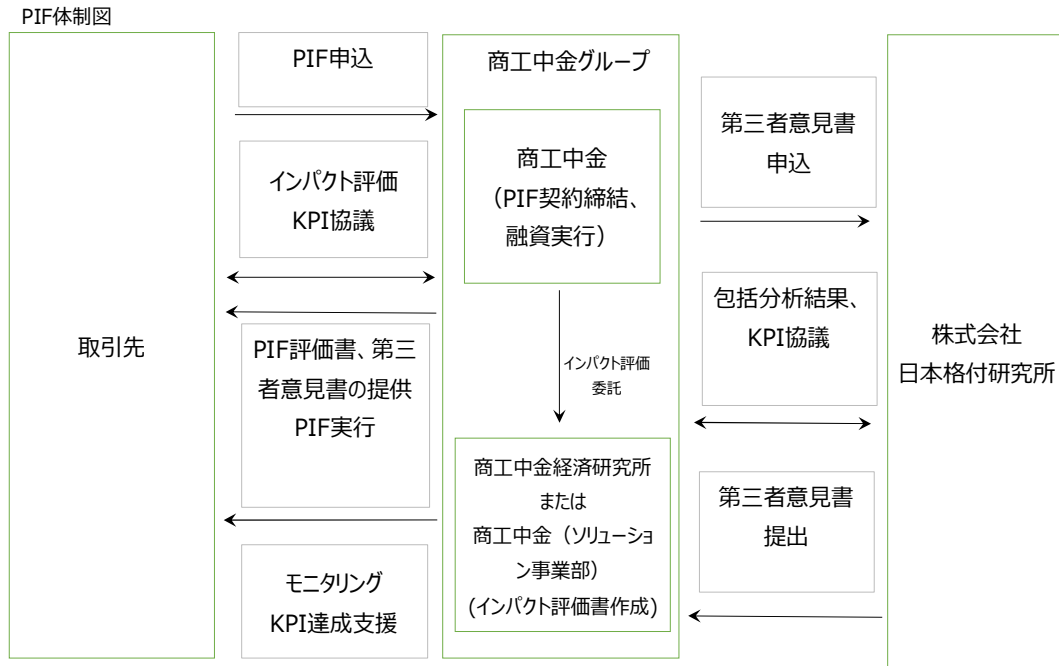 PIF体制図
PIF申込
インパクト評価
KPI協議
取引先
PIF評価書、第三
者意見書の提供
PIF実行
モニタリング
KPI達成支援
商工中金グループ
商工中金
（PIF契約締結、
融資実行）
インパクト評価
委託
商工中金経済研究所
または
商工中金（ソリューショ
ン事業部）
(インパクト評価書作成)
第三者意見書
申込
包括分析結果、
KPI協議
第三者意見書
提出
株式会社
日本格付研究所